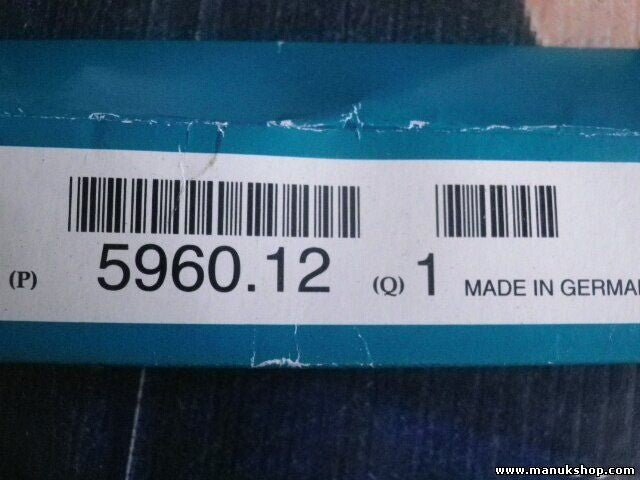 (P) 5960.12 (Q) 1 MADE IN GERMA
www.manukshop.com